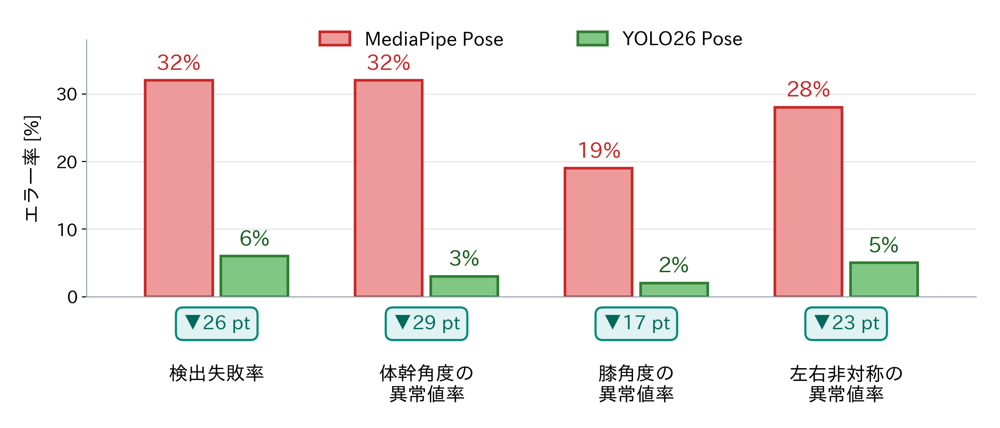 MediaPipe Pose
YOLO26 Pose
エラー率 [%]
30
20
10
0
32%
6%
32%
3%
19%
2%
28%
5%
▼26 pt
▼29 pt
▼17 pt
▼23 pt
検出失敗率
体幹角度の
異常値率
膝角度の
異常値率
左右非対称の
異常値率